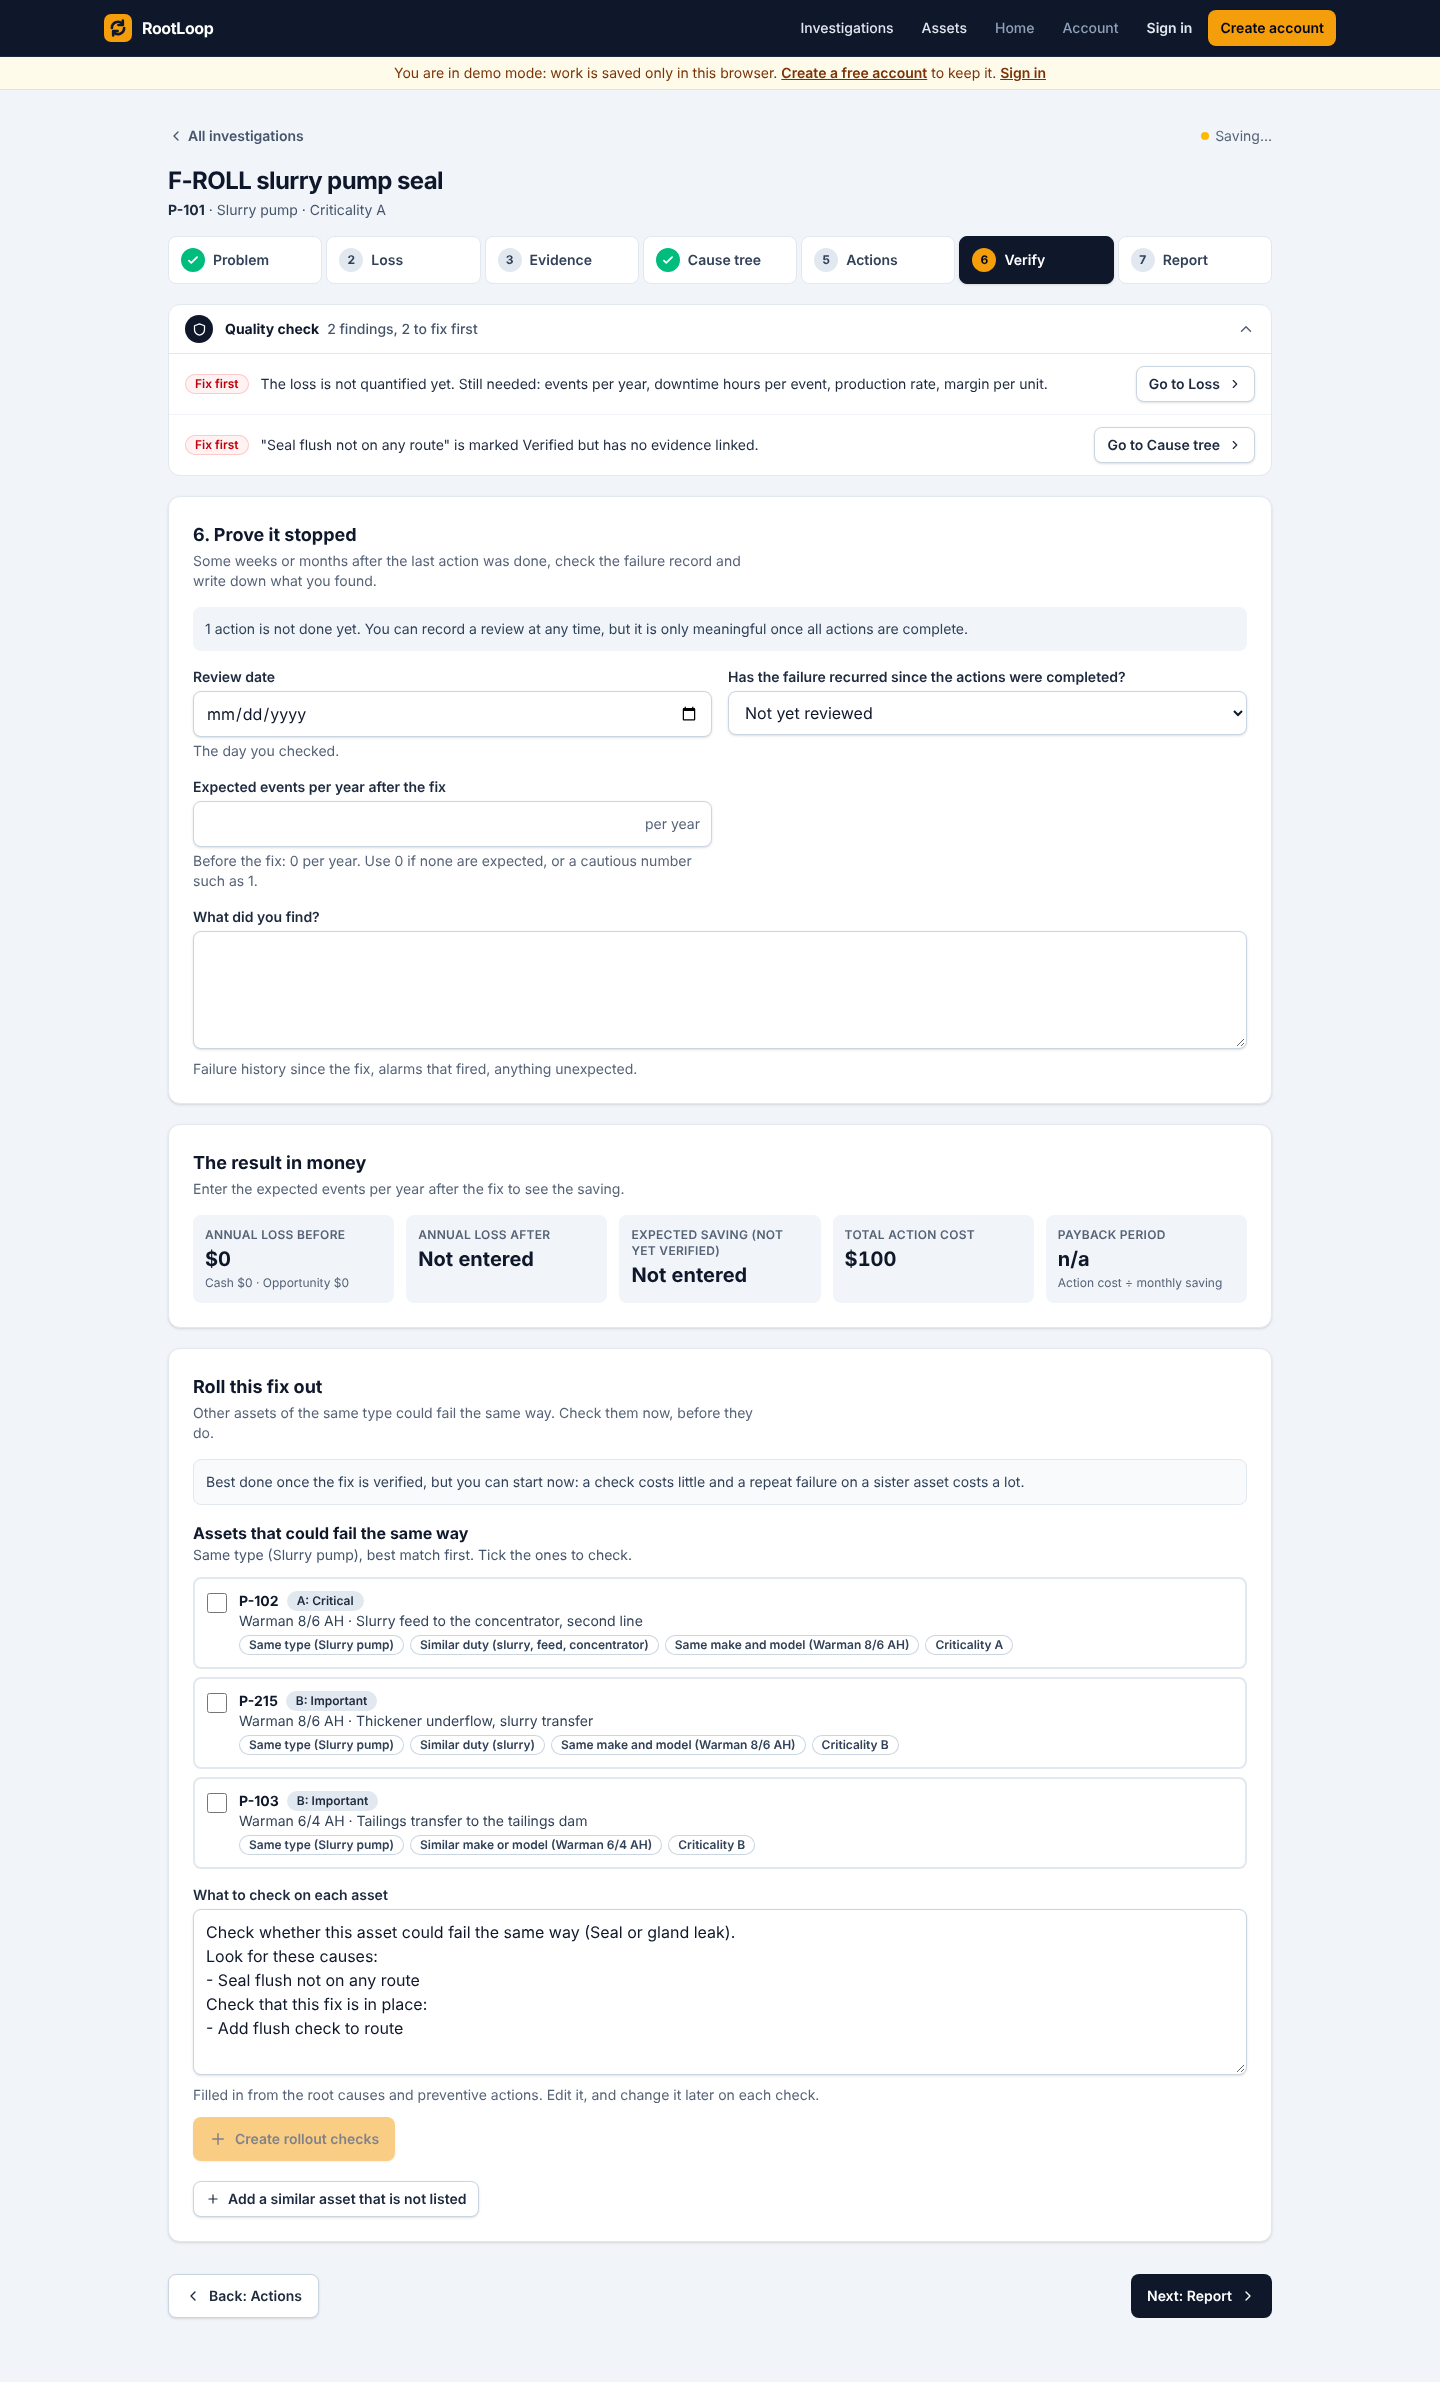 RootLoop
Investigations
Assets
Home
Account
Sign in
Create account
You are in demo mode: work is saved only in this browser. Create a free account to keep it. Sign in
All investigations
Saving...
F-ROLL slurry pump seal
P-101 · Slurry pump · Criticality A
Problem
2 Loss
3 Evidence
Cause tree
5 Actions
6 Verify
7 Report
Quality check 2 findings, 2 to fix first
Fix first The loss is not quantified yet. Still needed: events per year, downtime hours per event, production rate, margin per unit.
Go to Loss
Fix first "Seal flush not on any route" is marked Verified but has no evidence linked.
Go to Cause tree
6. Prove it stopped
Some weeks or months after the last action was done, check the failure record and
write down what you found.
1 action is not done yet. You can record a review at any time, but it is only meaningful once all actions are complete.
Review date
mm/dd/yyyy
The day you checked.
Has the failure recurred since the actions were completed?
Not yet reviewed
Expected events per year after the fix
per year
Before the fix: 0 per year. Use 0 if none are expected, or a cautious number
such as 1.
What did you find?
Failure history since the fix, alarms that fired, anything unexpected.
The result in money
Enter the expected events per year after the fix to see the saving.
ANNUAL LOSS BEFORE
$0
Cash $0 · Opportunity $0
ANNUAL LOSS AFTER
Not entered
EXPECTED SAVING (NOT
YET VERIFIED)
Not entered
TOTAL ACTION COST
$100
PAYBACK PERIOD
n/a
Action cost ÷ monthly saving
Roll this fix out
Other assets of the same type could fail the same way. Check them now, before they
do.
Best done once the fix is verified, but you can start now: a check costs little and a repeat failure on a sister asset costs a lot.
Assets that could fail the same way
Same type (Slurry pump), best match first. Tick the ones to check.
P-102 A: Critical
Warman 8/6 AH · Slurry feed to the concentrator, second line
Same type (Slurry pump) Similar duty (slurry, feed, concentrator) Same make and model (Warman 8/6 AH) Criticality A
P-215 B: Important
Warman 8/6 AH · Thickener underflow, slurry transfer
Same type (Slurry pump) Similar duty (slurry) Same make and model (Warman 8/6 AH) Criticality B
P-103 B: Important
Warman 6/4 AH · Tailings transfer to the tailings dam
Same type (Slurry pump) Similar make or model (Warman 6/4 AH) Criticality B
What to check on each asset
Check whether this asset could fail the same way (Seal or gland leak).
Look for these causes:
- Seal flush not on any route
Check that this fix is in place:
- Add flush check to route
Filled in from the root causes and preventive actions. Edit it, and change it later on each check.
Create rollout checks
Add a similar asset that is not listed
Back: Actions
Next: Report